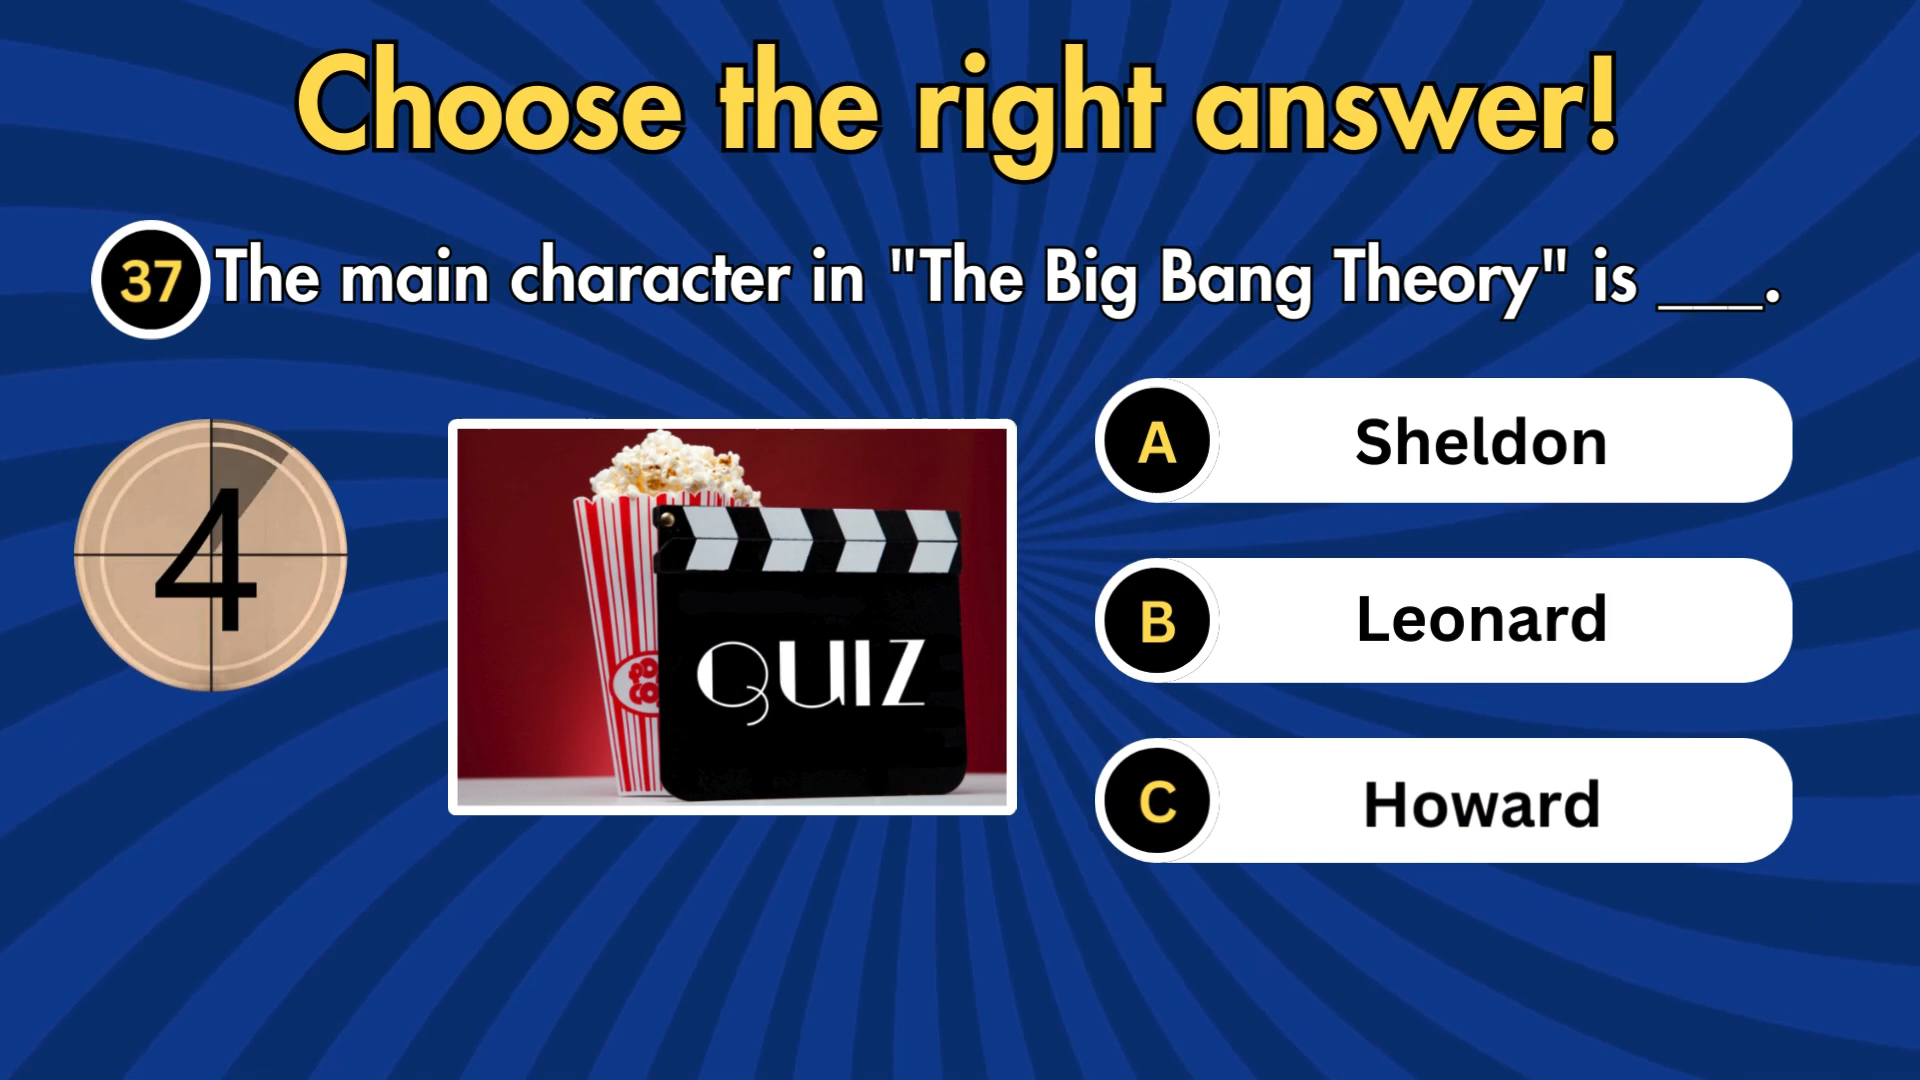 Choose the right answer!
37 The main character in "The Big Bang Theory" is ___.
4
QUIZ
A Sheldon
B Leonard
C Howard